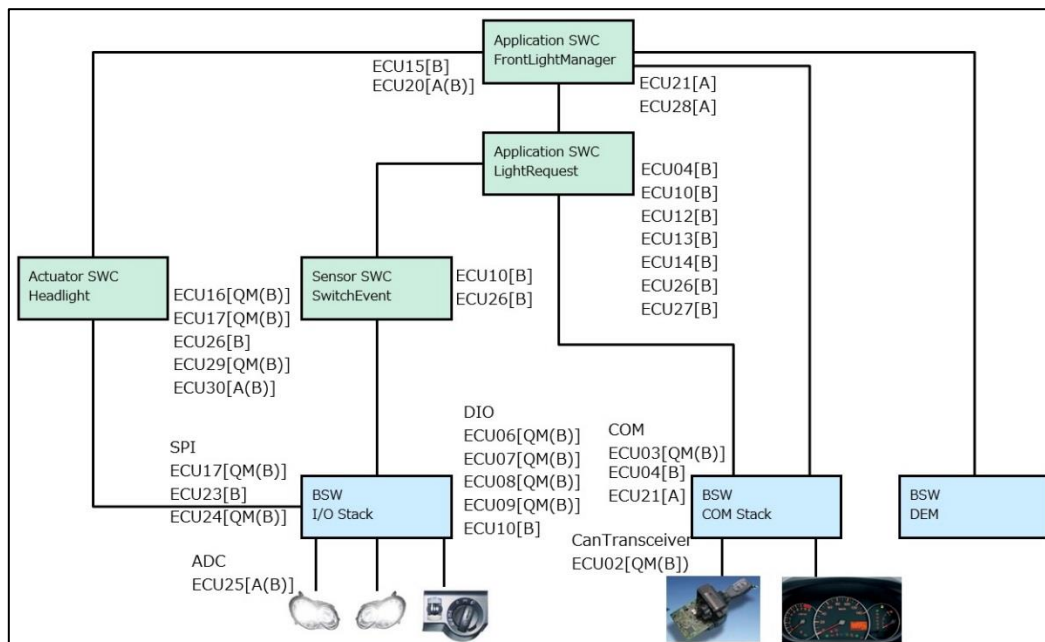 Application SWC
FrontLightManager
ECU15[B]
ECU20[A(B)]
ECU21[A]
ECU28[A]
Application SWC
LightRequest
ECU04[B]
ECU10[B]
ECU12[B]
ECU13[B]
ECU14[B]
ECU26[B]
ECU27[B]
Actuator SWC
Headlight
ECU16[QM(B)]
ECU17[QM(B)]
ECU26[B]
ECU29[QM(B)]
ECU30[A(B)]
Sensor SWC
SwitchEvent
ECU10[B]
ECU26[B]
SPI
ECU17[QM(B)]
ECU23[B]
ECU24[QM(B)]
BSW
I/O Stack
DIO
ECU06[QM(B)]
ECU07[QM(B)]
ECU08[QM(B)]
ECU09[QM(B)]
ECU10[B]
COM
ECU03[QM(B)]
ECU04[B]
ECU21[A]
BSW
COM Stack
BSW
DEM
ADC
ECU25[A(B)]
CanTransceiver
ECU02[QM(B])